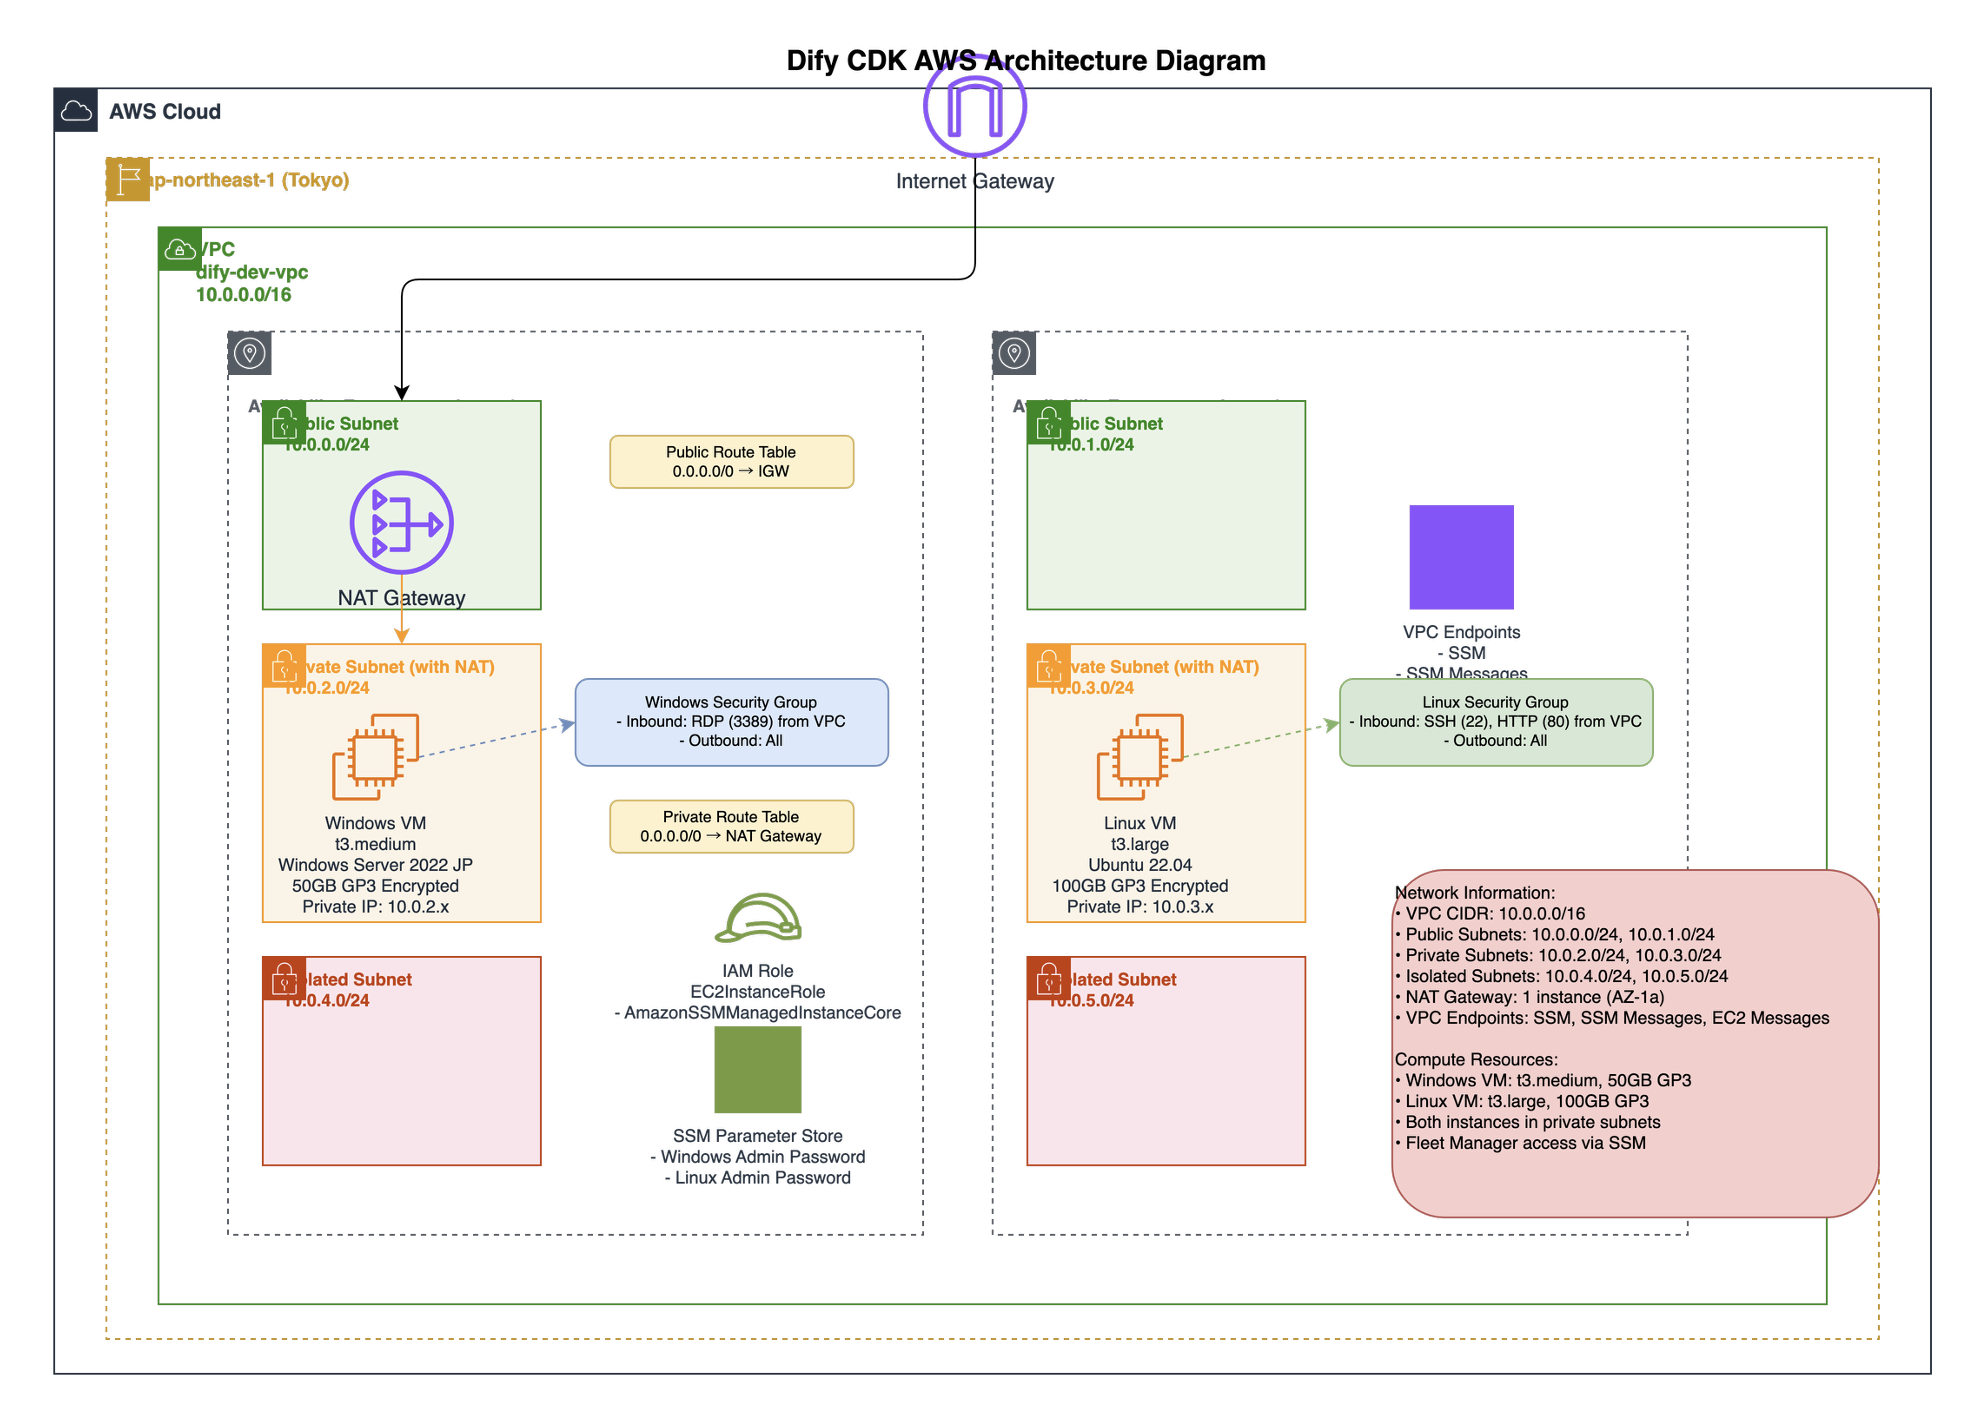 Dify CDK AWS Architecture Diagram
AWS Cloud
ap-northeast-1 (Tokyo)
Internet Gateway
VPC
dify-dev-vpc
10.0.0.0/16
Public Subnet
10.0.0.0/24
NAT Gateway
Public Route Table
0.0.0.0/0 → IGW
Private Subnet (with NAT)
10.0.2.0/24
Windows VM
t3.medium
Windows Server 2022 JP
50GB GP3 Encrypted
Private IP: 10.0.2.x
Windows Security Group
- Inbound: RDP (3389) from VPC
- Outbound: All
Private Route Table
0.0.0.0/0 → NAT Gateway
IAM Role
EC2InstanceRole
- AmazonSSMManagedInstanceCore
Isolated Subnet
10.0.4.0/24
SSM Parameter Store
- Windows Admin Password
- Linux Admin Password
Public Subnet
10.0.1.0/24
VPC Endpoints
- SSM
- SSM Messages
Private Subnet (with NAT)
10.0.3.0/24
Linux VM
t3.large
Ubuntu 22.04
100GB GP3 Encrypted
Private IP: 10.0.3.x
Linux Security Group
- Inbound: SSH (22), HTTP (80) from VPC
- Outbound: All
Isolated Subnet
10.0.5.0/24
Network Information:
• VPC CIDR: 10.0.0.0/16
• Public Subnets: 10.0.0.0/24, 10.0.1.0/24
• Private Subnets: 10.0.2.0/24, 10.0.3.0/24
• Isolated Subnets: 10.0.4.0/24, 10.0.5.0/24
• NAT Gateway: 1 instance (AZ-1a)
• VPC Endpoints: SSM, SSM Messages, EC2 Messages
Compute Resources:
• Windows VM: t3.medium, 50GB GP3
• Linux VM: t3.large, 100GB GP3
• Both instances in private subnets
• Fleet Manager access via SSM